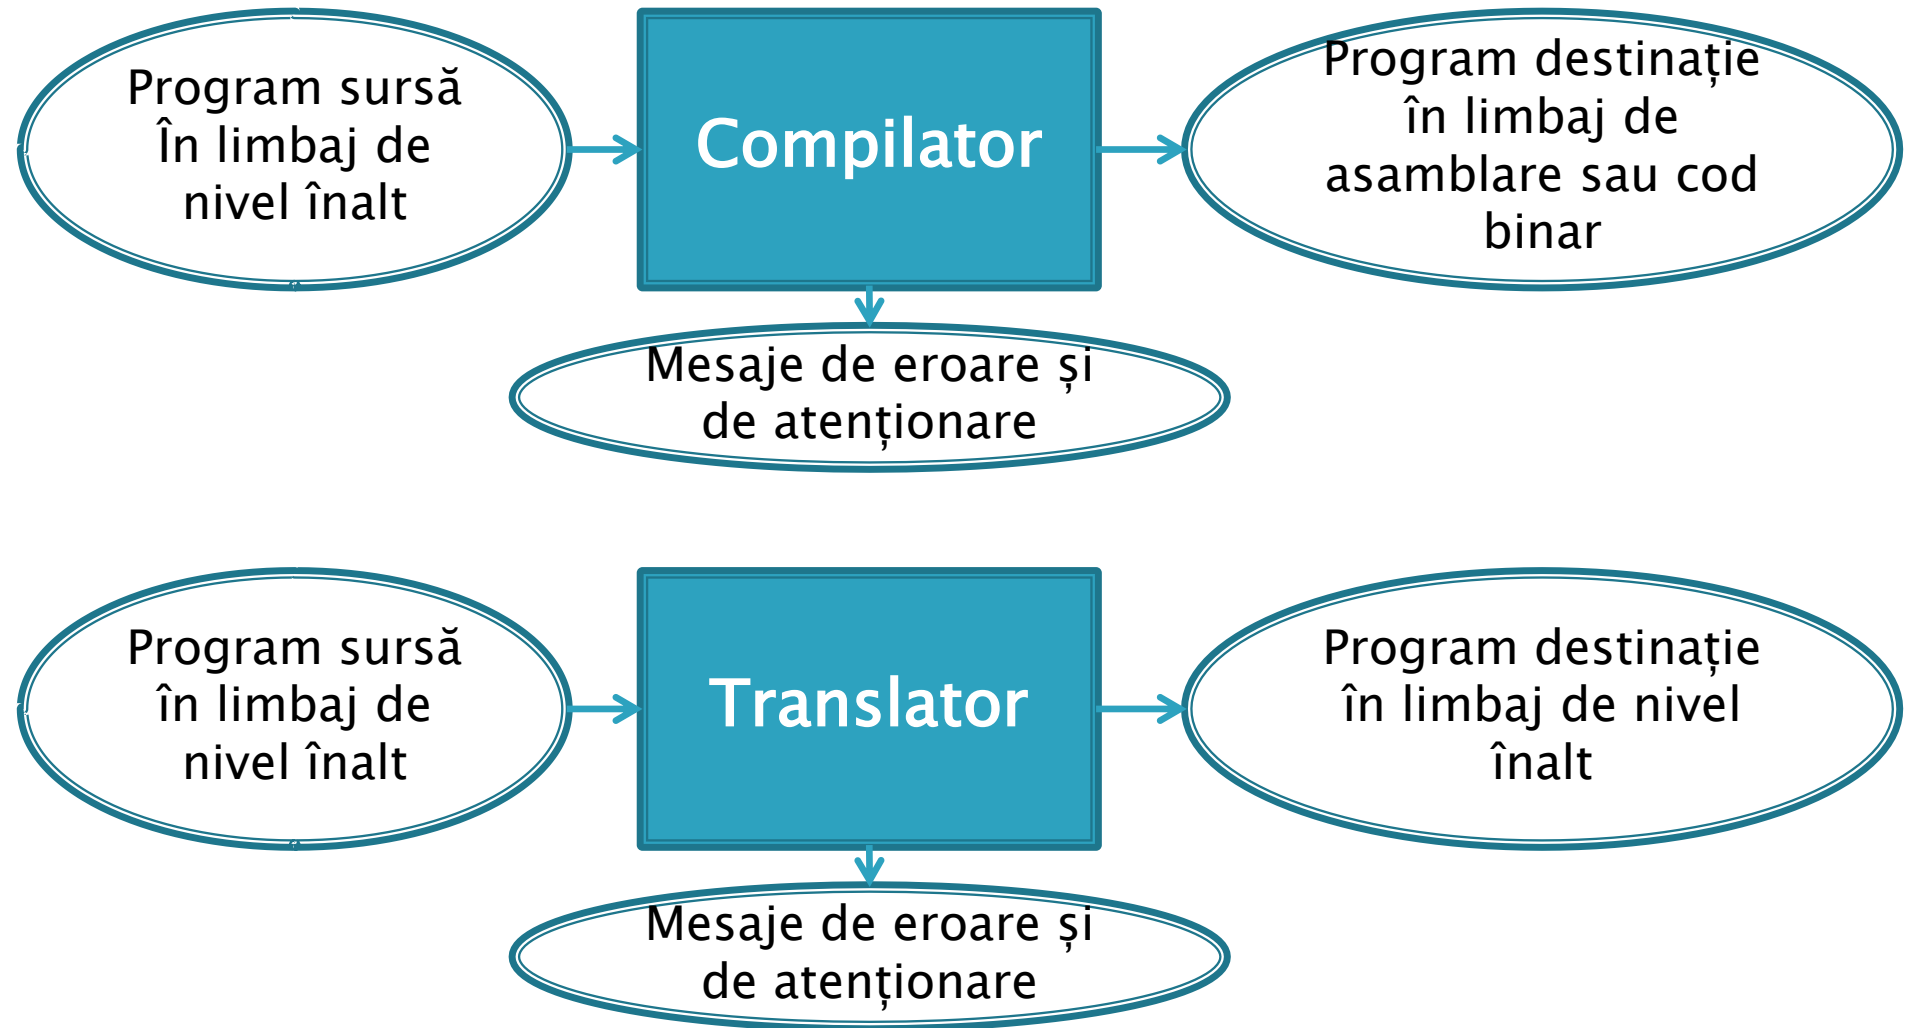 Program sursă
În limbaj de
nivel înalt
Compilator
Program destinație
în limbaj de
asamblare sau cod
binar
Mesaje de eroare și
de atenționare
Program sursă
în limbaj de
nivel înalt
Translator
Program destinație
în limbaj de nivel
înalt
Mesaje de eroare și
de atenționare